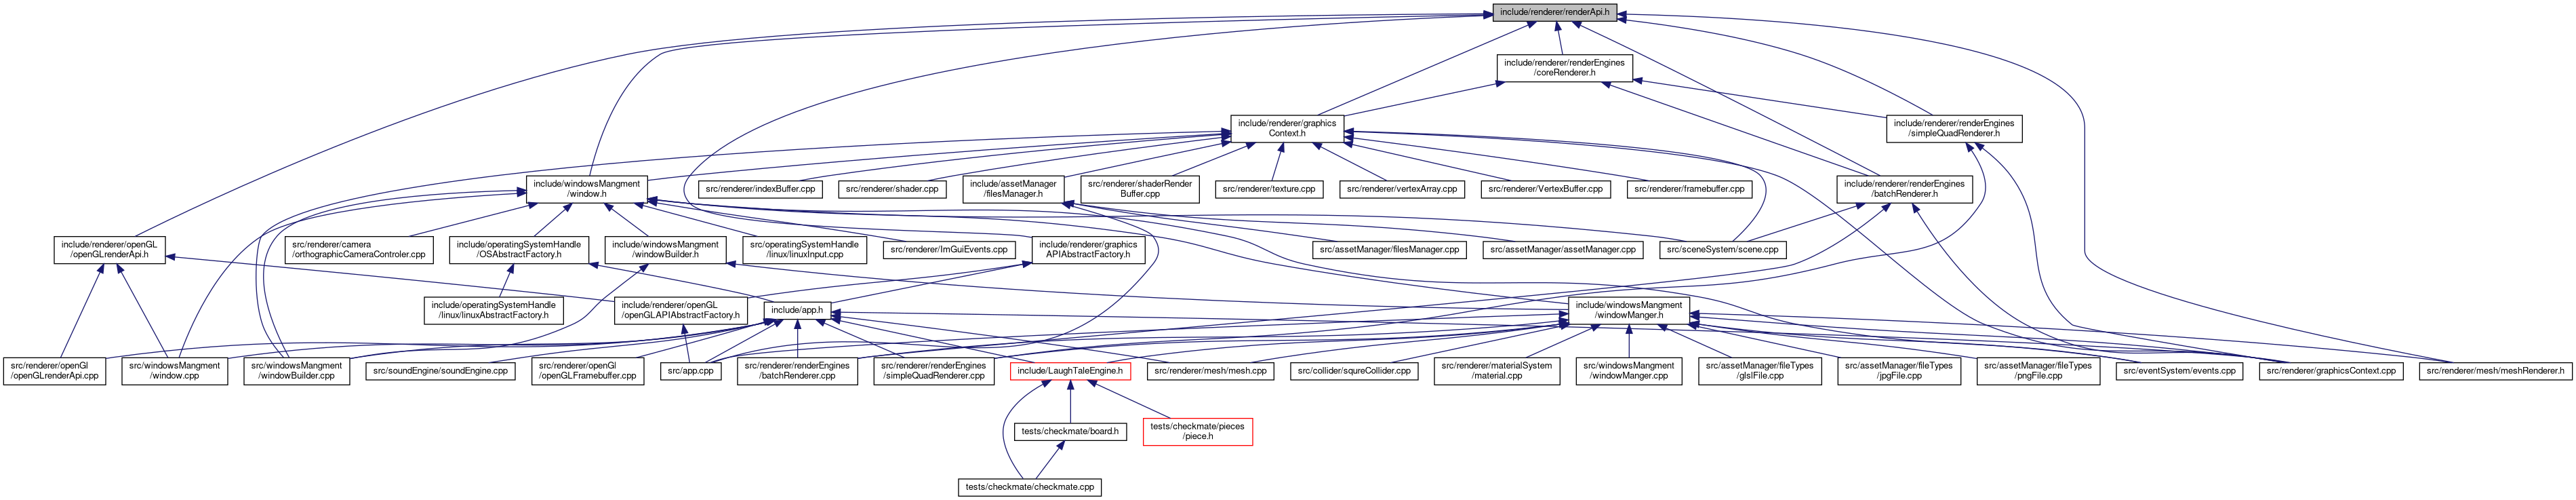 include/renderer/renderApi.h
include/renderer/renderEngines
/coreRenderer.h
include/renderer/graphics
Context.h
include/renderer/renderEngines
/simpleQuadRenderer.h
include/windowsMangment
/window.h
src/renderer/indexBuffer.cpp
src/renderer/shader.cpp
include/assetManager
/filesManager.h
src/renderer/shaderRender
Buffer.cpp
src/renderer/texture.cpp
src/renderer/vertexArray.cpp
src/renderer/VertexBuffer.cpp
src/renderer/framebuffer.cpp
include/renderer/renderEngines
/batchRenderer.h
include/renderer/openGL
/openGLrenderApi.h
src/renderer/camera
/orthographicCameraControler.cpp
include/operatingSystemHandle
/OSAbstractFactory.h
include/windowsMangment
/windowBuilder.h
src/operatingSystemHandle
/linux/linuxInput.cpp
src/renderer/ImGuiEvents.cpp
include/renderer/graphics
APIAbstractFactory.h
src/assetManager/filesManager.cpp
src/assetManager/assetManager.cpp
src/sceneSystem/scene.cpp
include/operatingSystemHandle
/linux/linuxAbstractFactory.h
include/renderer/openGL
/openGLAPIAbstractFactory.h
include/app.h
include/windowsMangment
/windowManger.h
src/renderer/openGl
/openGLrenderApi.cpp
src/windowsMangment
/window.cpp
src/windowsMangment
/windowBuilder.cpp
src/soundEngine/soundEngine.cpp
src/renderer/openGl
/openGLFramebuffer.cpp
src/app.cpp
src/renderer/renderEngines
/batchRenderer.cpp
src/renderer/renderEngines
/simpleQuadRenderer.cpp
include/LaughTaleEngine.h
src/renderer/mesh/mesh.cpp
src/collider/squreCollider.cpp
src/renderer/materialSystem
/material.cpp
src/windowsMangment
/windowManger.cpp
src/assetManager/fileTypes
/glslFile.cpp
src/assetManager/fileTypes
/jpgFile.cpp
src/assetManager/fileTypes
/pngFile.cpp
src/eventSystem/events.cpp
src/renderer/graphicsContext.cpp
src/renderer/mesh/meshRenderer.h
tests/checkmate/board.h
tests/checkmate/pieces
/piece.h
tests/checkmate/checkmate.cpp